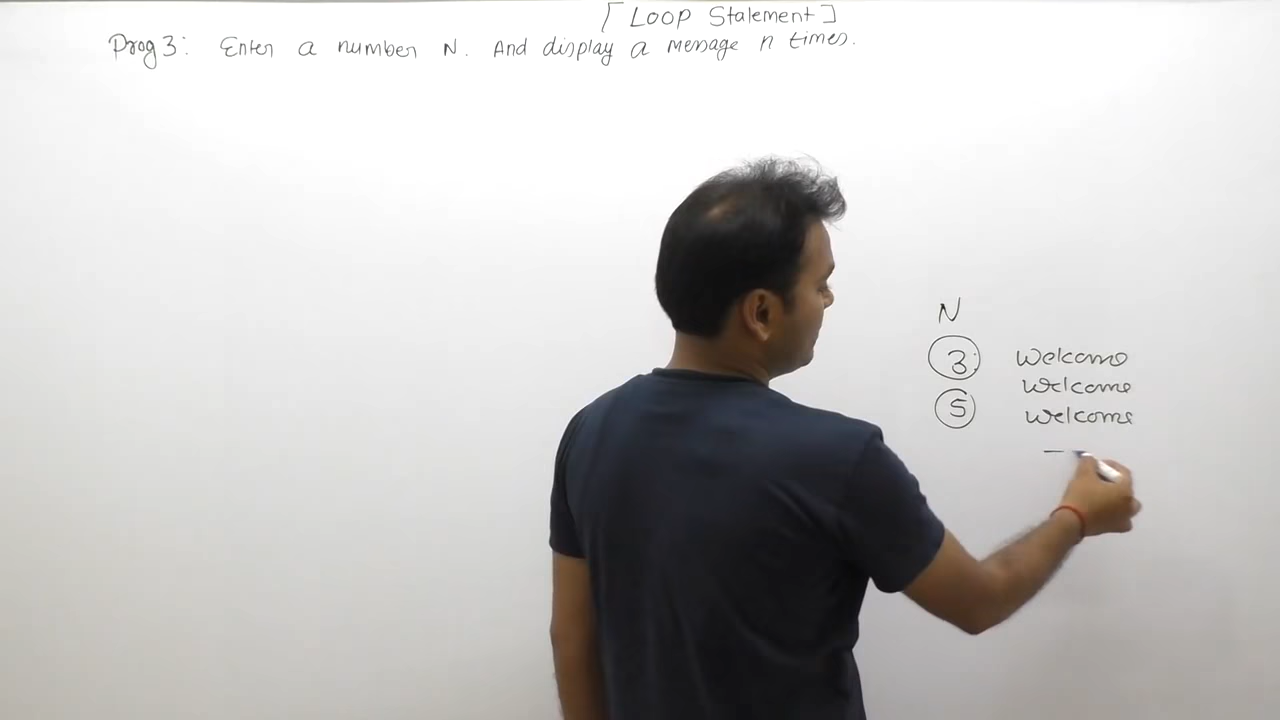 [Loop Statement]
Prog 3: Enter a number N. And display a message n times.
N
3 Welcome
Welcome
5 Welcome